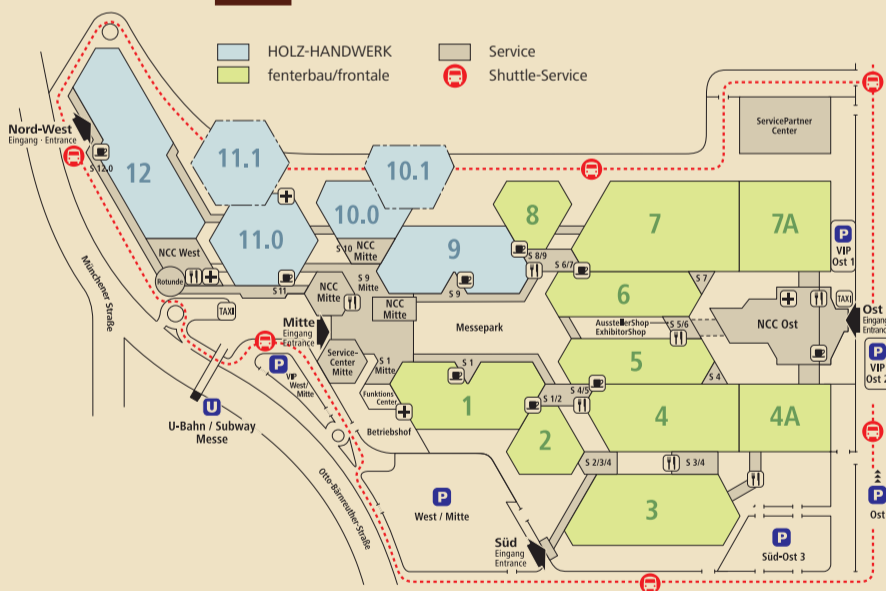 HOLZ-HANDWERK
fenterbau/frontale
Service
Shuttle-Service
ServicePartner
Center
Nord-West
Eingang · Entrance
S 12.0
12
11.1
10.1
11.0
10.0
9
8
7
7A
P
VIP
Ost 1
NCC West
S 10
NCC
Mitte
S 8/9
S 6/7
Rotunde
S 11
NCC
Mitte
S 9
Mitte
S 9
NCC
Mitte
6
S 7
TAXI
TAXI
Münchener Straße
Mitte
Eingang
Entrance
Messepark
AusstellerShop
ExhibitorShop
S 5/6
NCC Ost
Ost
Eingang
Entrance
Service-
Center
Mitte
S 1
Mitte
S 1
5
S 4
P
VIP
Ost 2
P
VIP
West/
Mitte
Funktions
Center
1
S 1/2
S 4/5
4
4A
U
U-Bahn / Subway
Messe
Betriebshof
2
S 2/3/4
S 3/4
Otto-Bärnreuther-Straße
P
West / Mitte
3
P
Ost
Süd
Eingang
Entrance
P
Süd-Ost 3